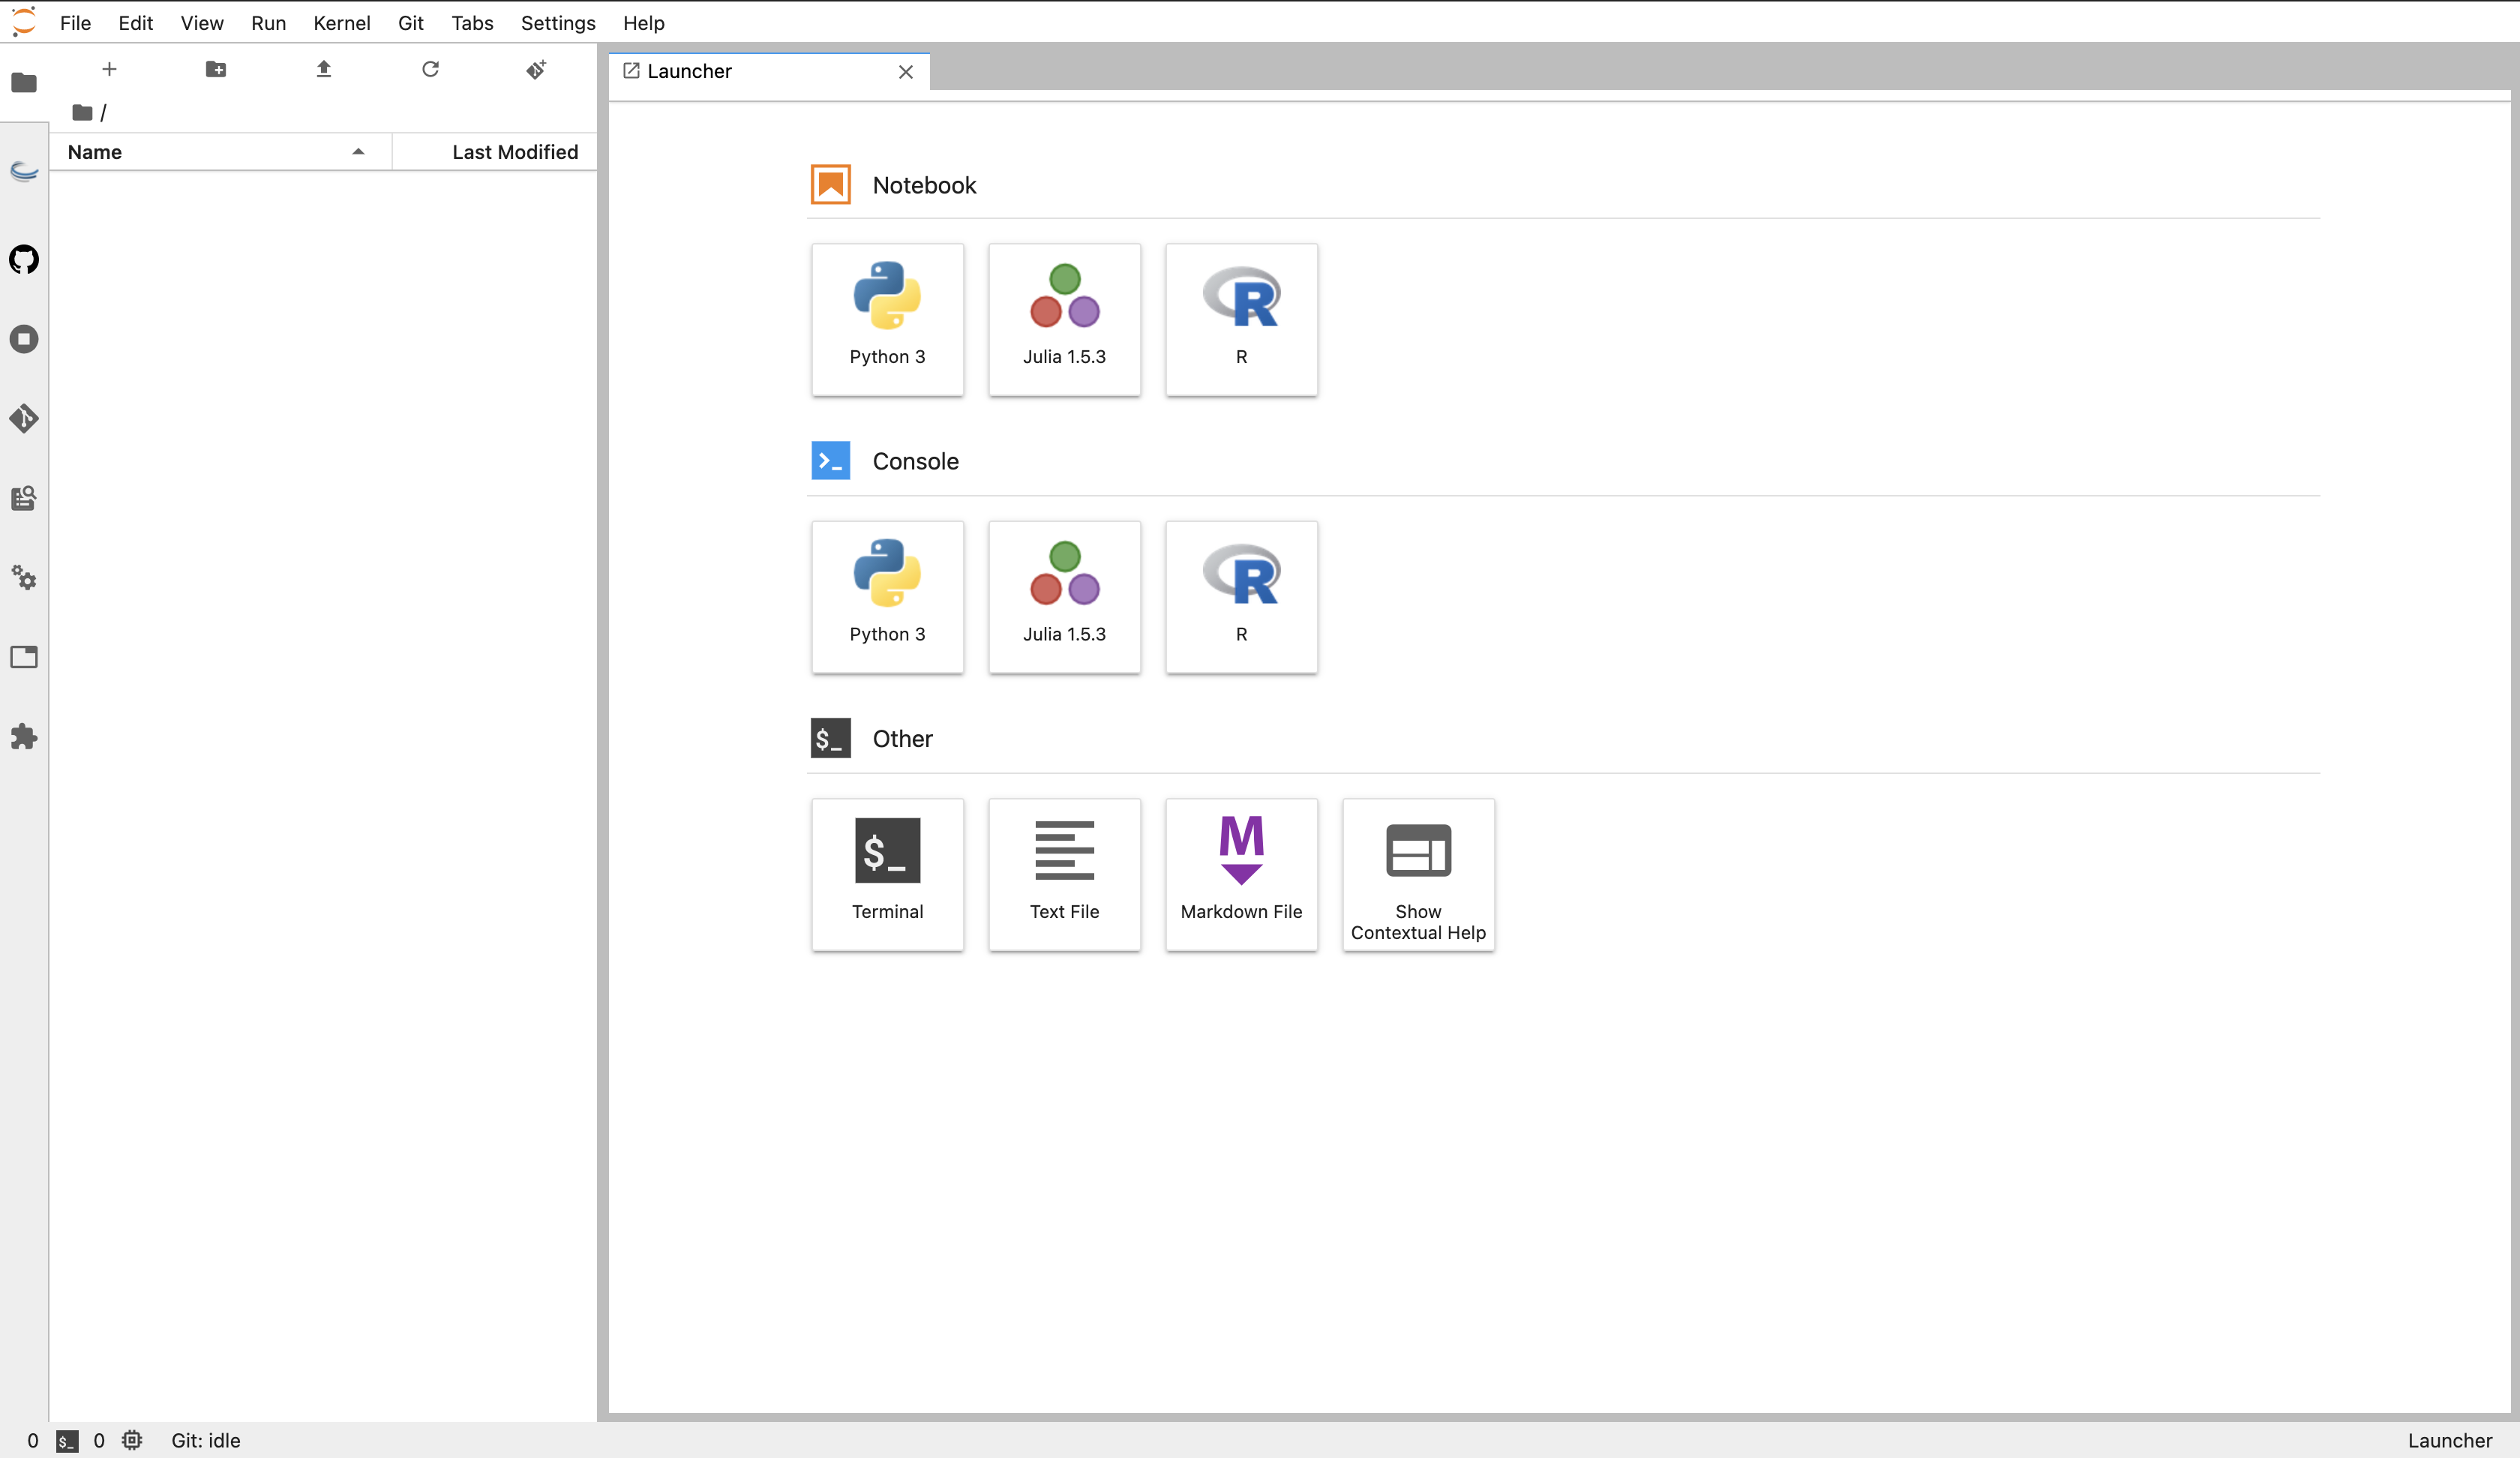 File Edit View Run Kernel Git Tabs Settings Help
Launcher
/
Name Last Modified
Notebook
Python 3 Julia 1.5.3 R
Console
Python 3 Julia 1.5.3 R
$_ Other
$_
Terminal Text File Markdown File Show
Contextual Help
0 $_ 0 Git: idle Launcher